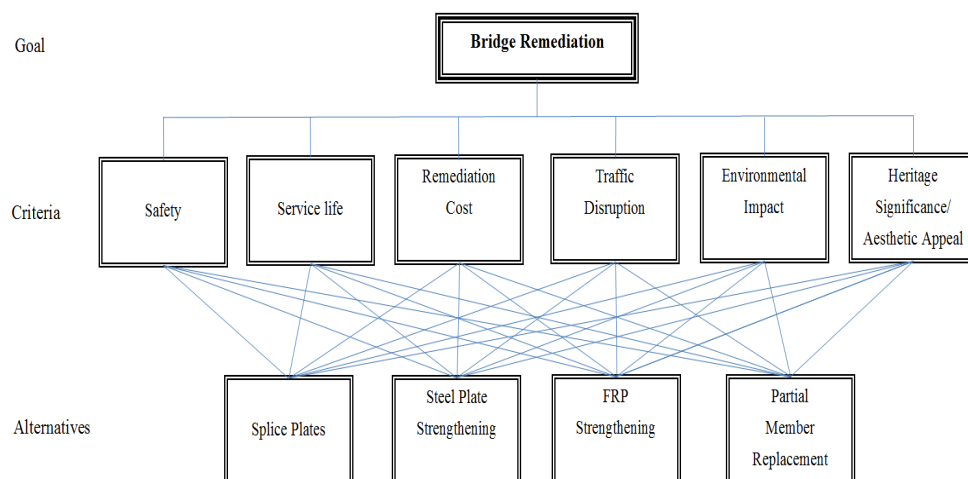 Goal
Bridge Remediation
Criteria
Safety
Service life
Remediation
Cost
Traffic
Disruption
Environmental
Impact
Heritage
Significance/
Aesthetic Appeal
Alternatives
Splice Plates
Steel Plate
Strengthening
FRP
Strengthening
Partial
Member
Replacement